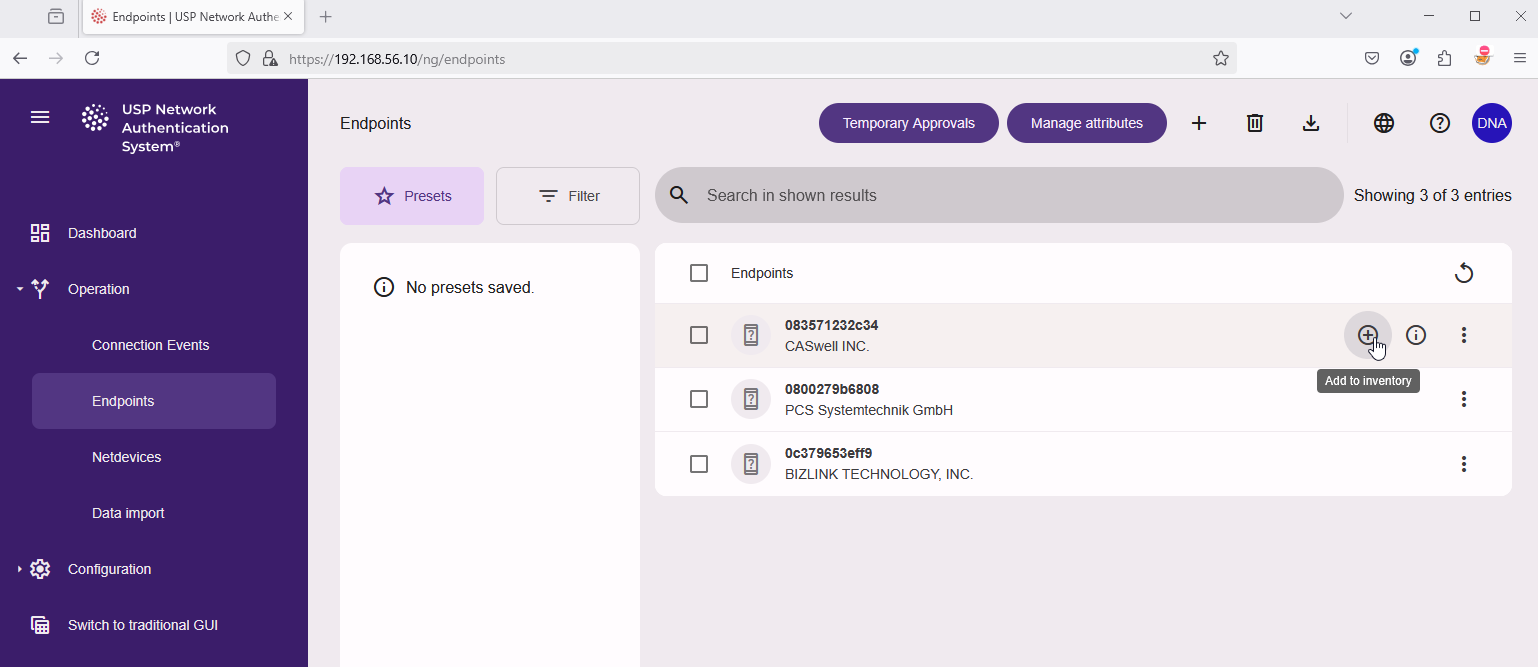 Endpoints | USP Network Authe
https://192.168.56.10/ng/endpoints
USP Network
Authentication
System®
Dashboard
Operation
Connection Events
Endpoints
Netdevices
Data import
Configuration
Switch to traditional GUI
Endpoints
Temporary Approvals
Manage attributes
DNA
Presets
Filter
Search in shown results
Showing 3 of 3 entries
No presets saved.
Endpoints
083571232c34
CASwell INC.
Add to inventory
0800279b6808
PCS Systemtechnik GmbH
0c379653eff9
BIZLINK TECHNOLOGY, INC.